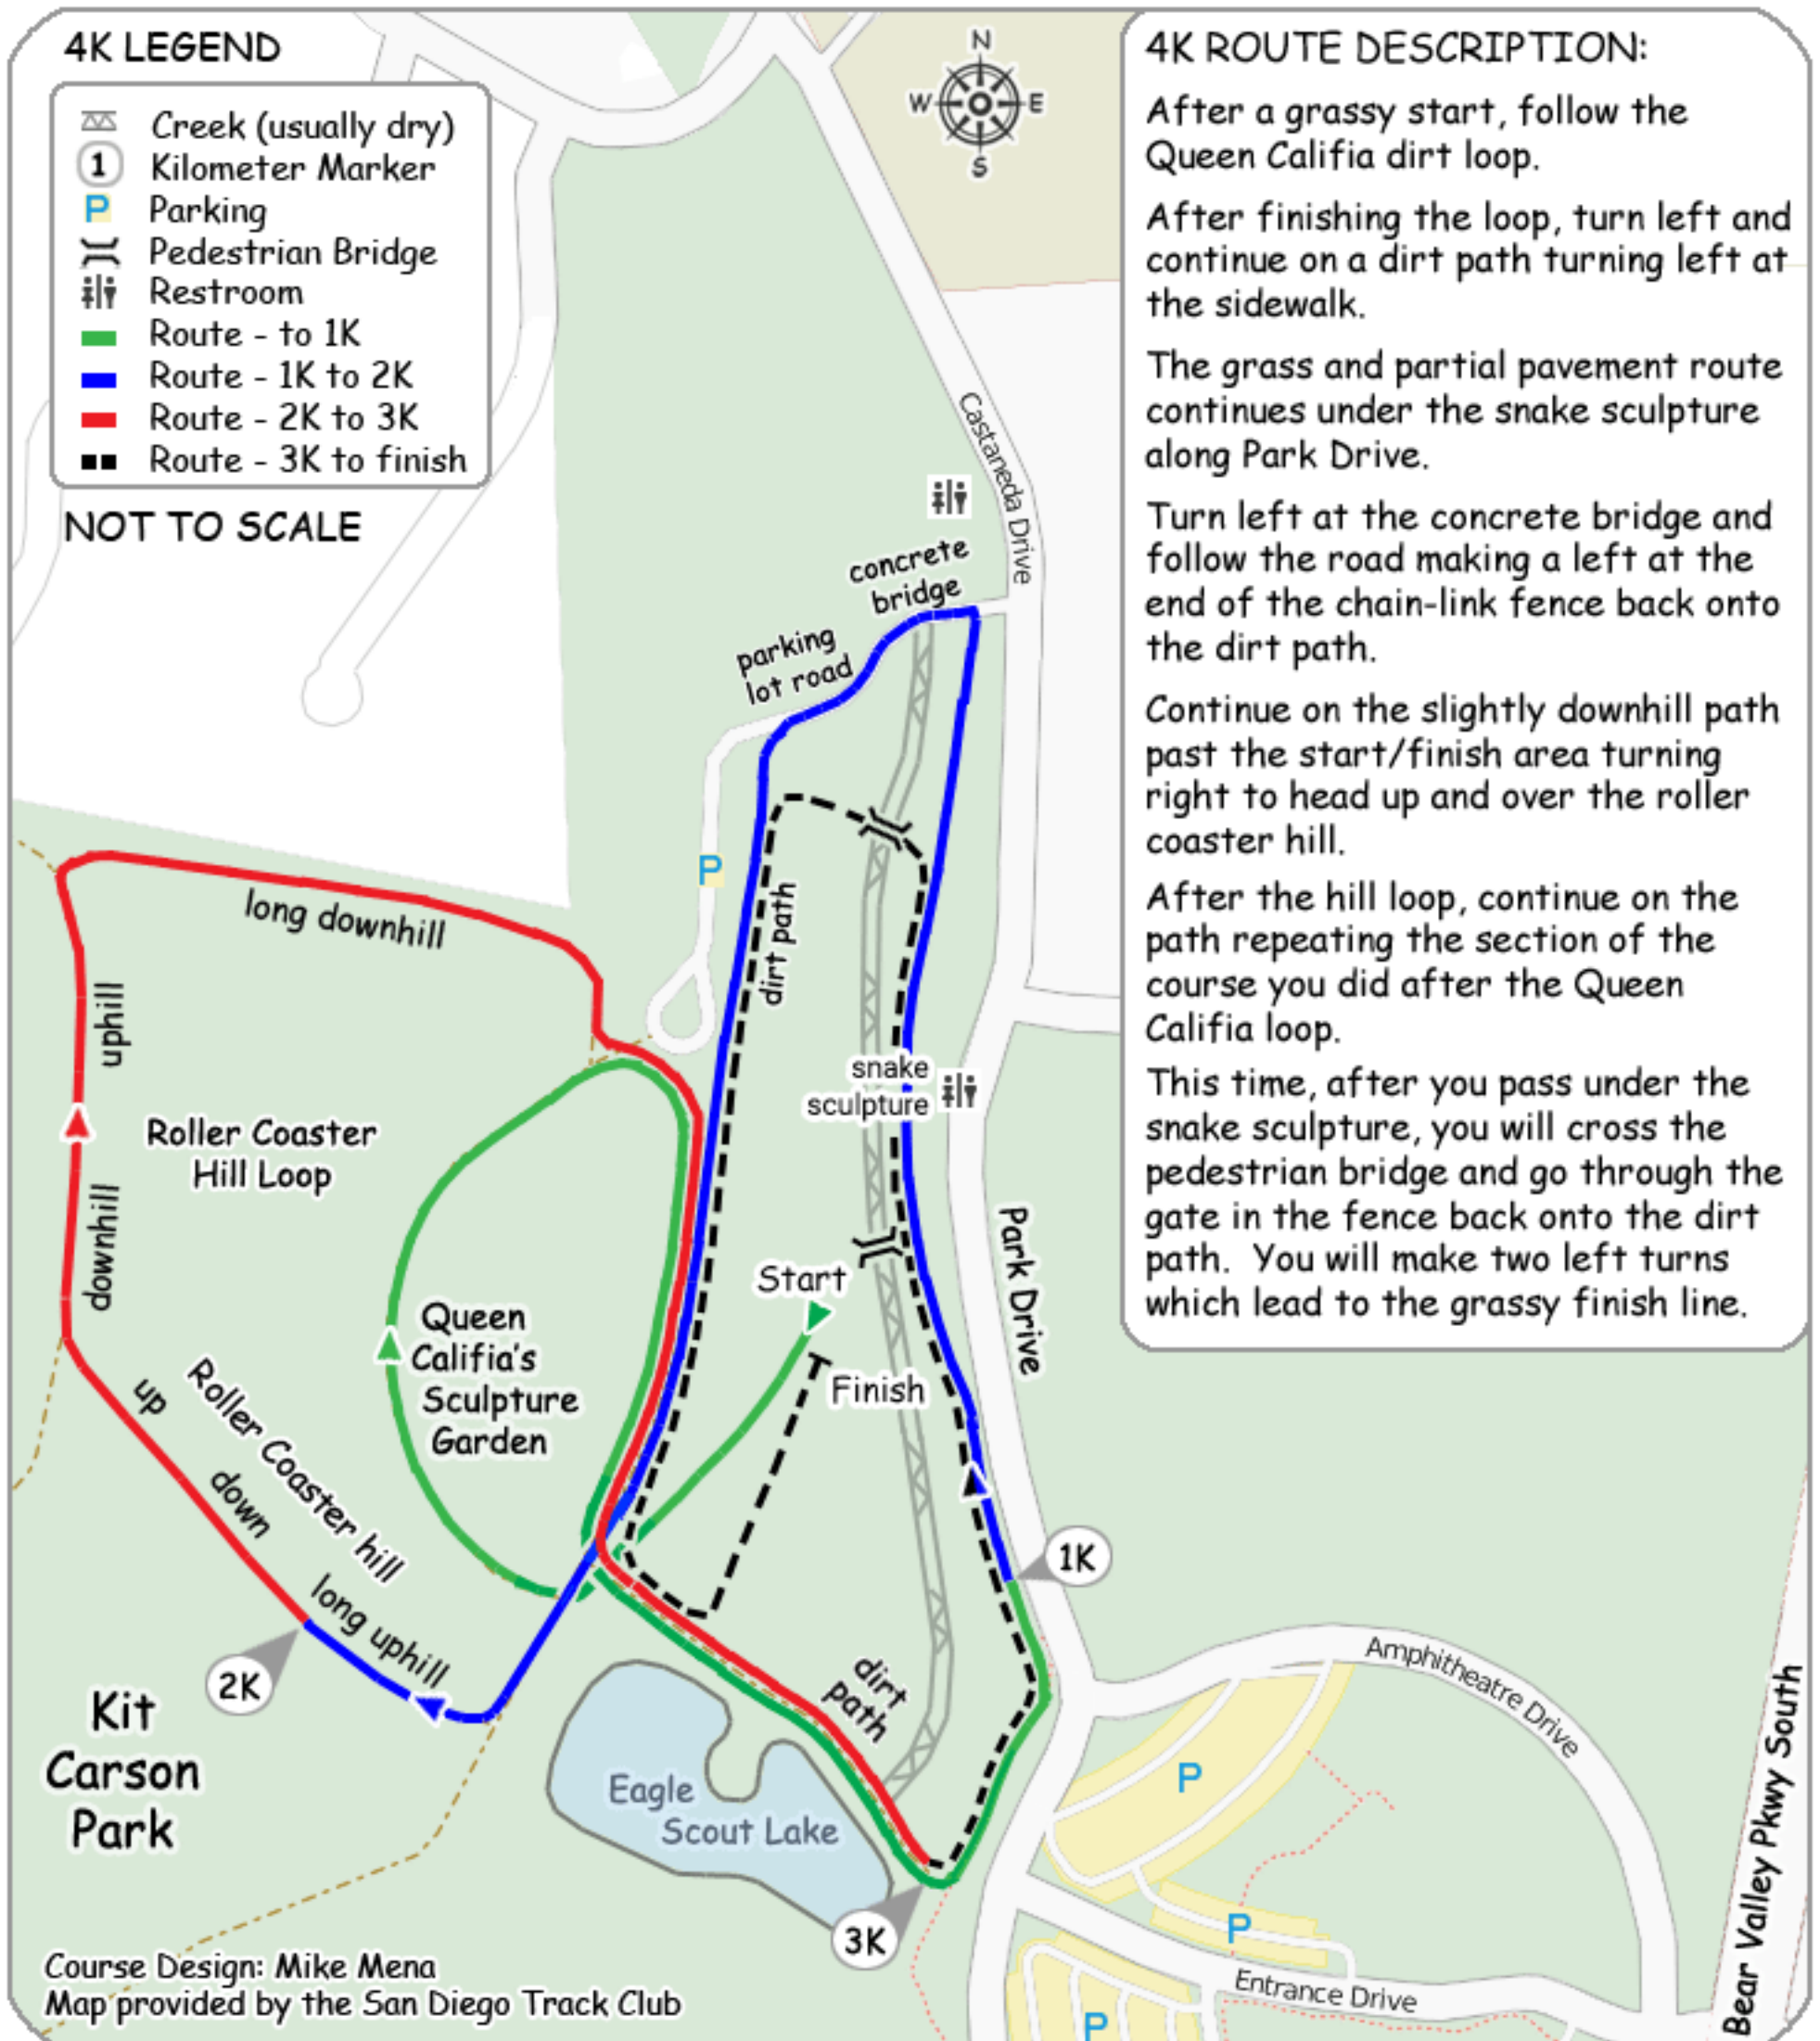 4K LEGEND
Creek (usually dry)
1
Kilometer Marker
P
Parking
Pedestrian Bridge
Restroom
Route - to 1K
Route - 1K to 2K
Route - 2K to 3K
Route - 3K to finish
NOT TO SCALE
N
W
E
S
4K ROUTE DESCRIPTION:
After a grassy start, follow the
Queen Califia dirt loop.
After finishing the loop, turn left and
continue on a dirt path turning left at
the sidewalk.
The grass and partial pavement route
continues under the snake sculpture
along Park Drive.
Turn left at the concrete bridge and
follow the road making a left at the
end of the chain-link fence back onto
the dirt path.
Continue on the slightly downhill path
past the start/finish area turning
right to head up and over the roller
coaster hill.
After the hill loop, continue on the
path repeating the section of the
course you did after the Queen
Califia loop.
This time, after you pass under the
snake sculpture, you will cross the
pedestrian bridge and go through the
gate in the fence back onto the dirt
path. You will make two left turns
which lead to the grassy finish line.
Castaneda Drive
concrete
bridge
parking
lot road
P
dirt path
long downhill
uphill
downhill
Roller Coaster
Hill Loop
snake
sculpture
Park Drive
Start
Finish
Queen
Califia's
Sculpture
Garden
up
down
Roller Coaster hill
long uphill
1K
2K
3K
dirt
path
Kit
Carson
Park
Eagle
Scout Lake
Amphitheatre Drive
P
P
P
Entrance Drive
Bear Valley Pkwy South
Course Design: Mike Mena
Map provided by the San Diego Track Club